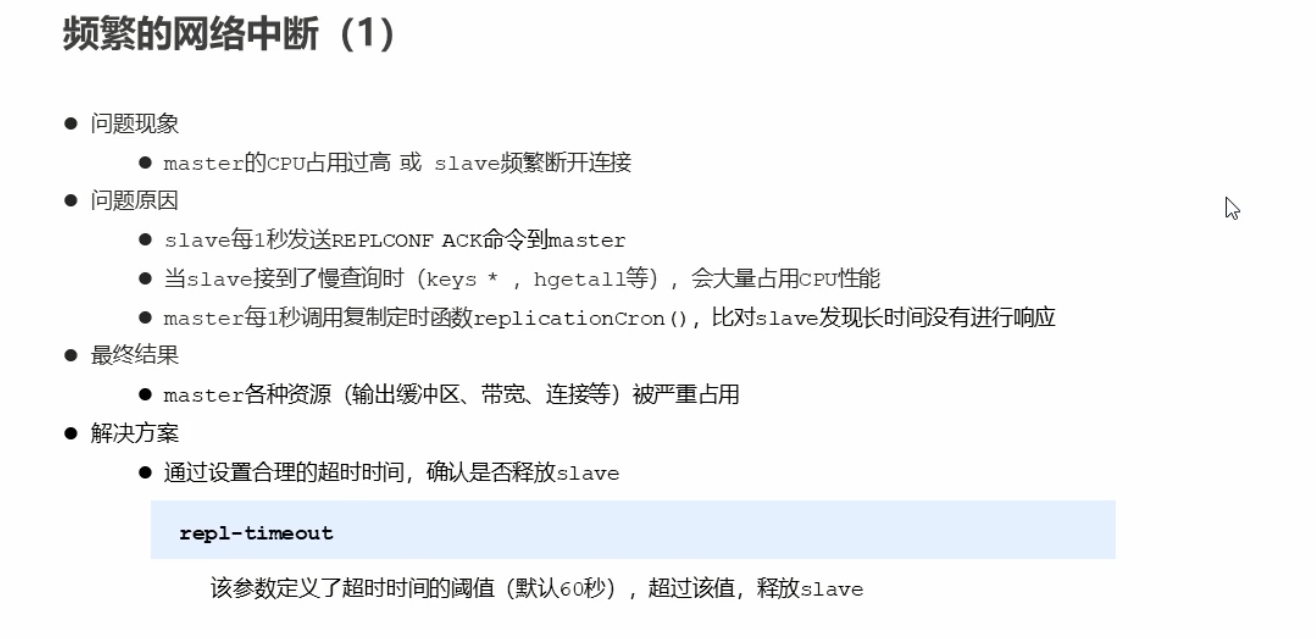 频繁的网络中断（1）
● 问题现象
● master的CPU占用过高 或 slave频繁断开连接
● 问题原因
● slave每1秒发送REPLCONF ACK命令到master
● 当slave接到了慢查询时（keys * ，hgetall等），会大量占用CPU性能
● master每1秒调用复制定时函数replicationCron()，比对slave发现长时间没有进行响应
● 最终结果
● master各种资源（输出缓冲区、带宽、连接等）被严重占用
● 解决方案
● 通过设置合理的超时时间，确认是否释放slave
repl-timeout
该参数定义了超时时间的阈值（默认60秒），超过该值，释放slave